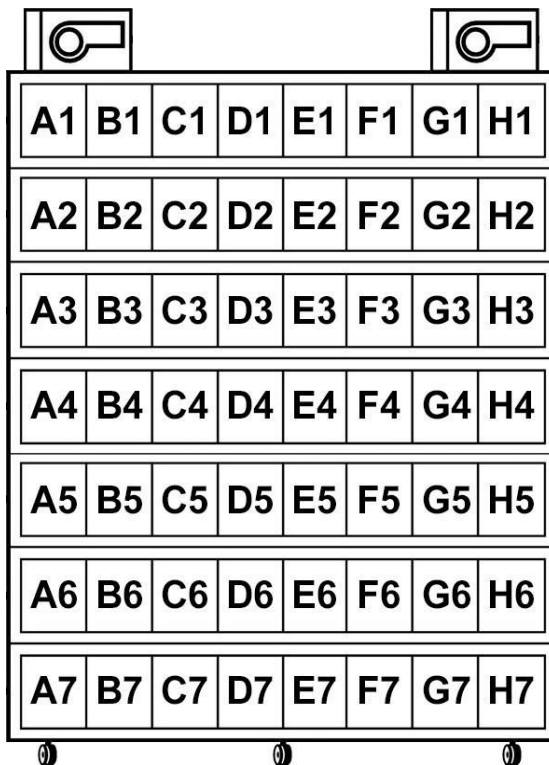 A1 B1 C1 D1 E1 F1 G1 H1
A2 B2 C2 D2 E2 F2 G2 H2
A3 B3 C3 D3 E3 F3 G3 H3
A4 B4 C4 D4 E4 F4 G4 H4
A5 B5 C5 D5 E5 F5 G5 H5
A6 B6 C6 D6 E6 F6 G6 H6
A7 B7 C7 D7 E7 F7 G7 H7